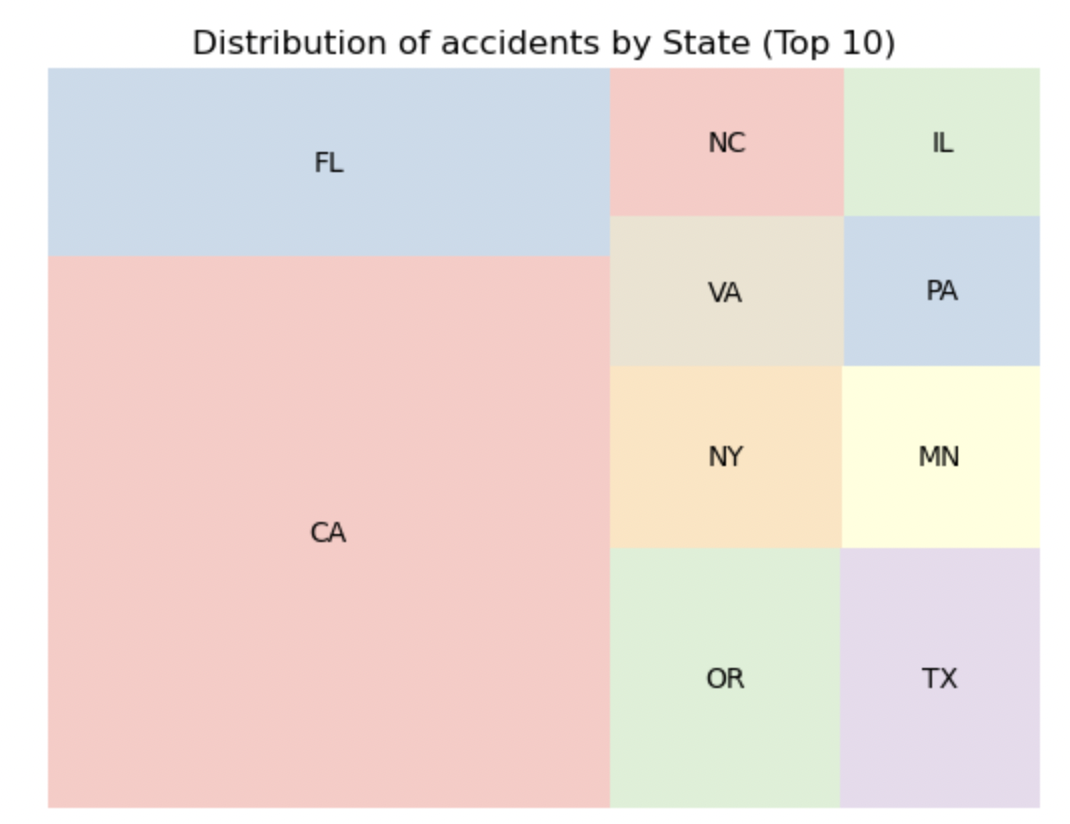 Distribution of accidents by State (Top 10)
FL
NC
IL
VA
PA
NY
MN
CA
OR
TX